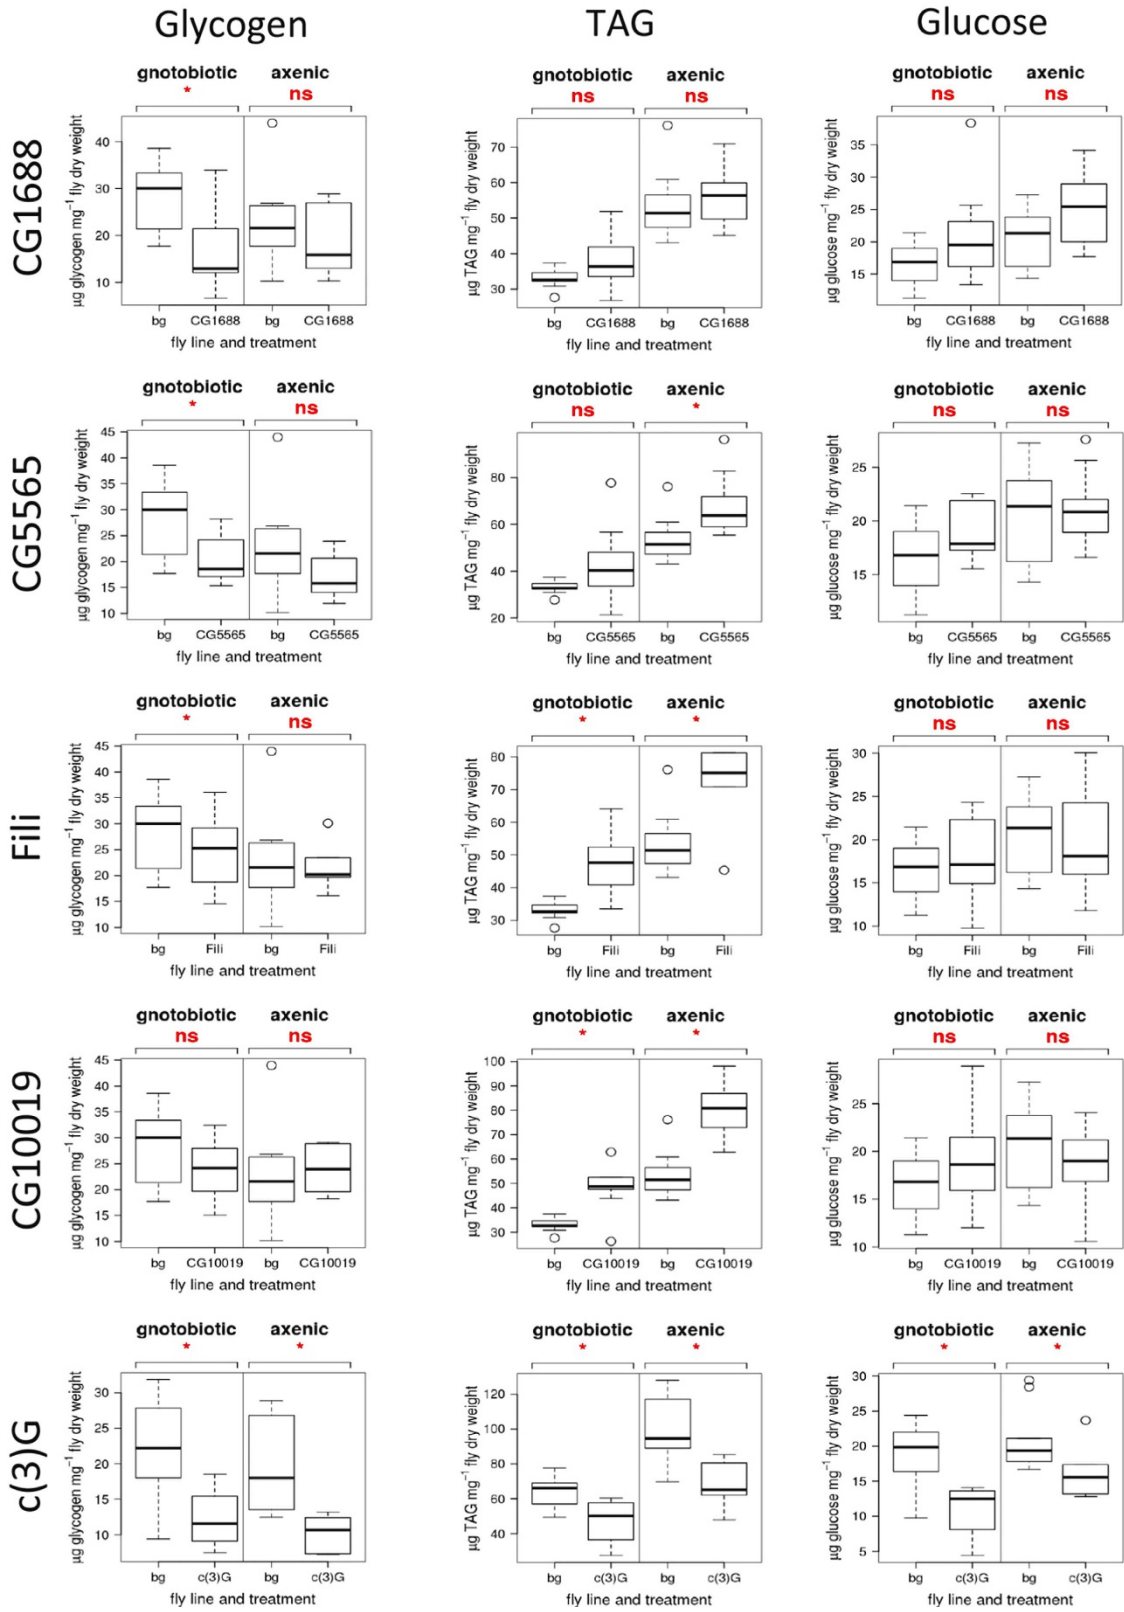 Glycogen TAG Glucose
CG1688
gnotobiotic axenic
* ns
µg glycogen mg⁻¹ fly dry weight
40
30
20
10
bg CG1688 bg CG1688
fly line and treatment
gnotobiotic axenic
ns ns
µg TAG mg⁻¹ fly dry weight
70
60
50
40
30
bg CG1688 bg CG1688
fly line and treatment
gnotobiotic axenic
ns ns
µg glucose mg⁻¹ fly dry weight
35
30
25
20
15
bg CG1688 bg CG1688
fly line and treatment
CG5565
gnotobiotic axenic
* ns
µg glycogen mg⁻¹ fly dry weight
45
40
35
30
25
20
15
10
bg CG5565 bg CG5565
fly line and treatment
gnotobiotic axenic
ns *
µg TAG mg⁻¹ fly dry weight
80
60
40
20
bg CG5565 bg CG5565
fly line and treatment
gnotobiotic axenic
ns ns
µg glucose mg⁻¹ fly dry weight
25
20
15
bg CG5565 bg CG5565
fly line and treatment
Fili
gnotobiotic axenic
* ns
µg glycogen mg⁻¹ fly dry weight
45
40
35
30
25
20
15
10
bg Fili bg Fili
fly line and treatment
gnotobiotic axenic
* *
µg TAG mg⁻¹ fly dry weight
80
70
60
50
40
30
bg Fili bg Fili
fly line and treatment
gnotobiotic axenic
ns ns
µg glucose mg⁻¹ fly dry weight
30
25
20
15
10
bg Fili bg Fili
fly line and treatment
CG10019
gnotobiotic axenic
ns ns
µg glycogen mg⁻¹ fly dry weight
45
40
35
30
25
20
15
10
bg CG10019 bg CG10019
fly line and treatment
gnotobiotic axenic
* *
µg TAG mg⁻¹ fly dry weight
100
90
80
70
60
50
40
30
bg CG10019 bg CG10019
fly line and treatment
gnotobiotic axenic
ns ns
µg glucose mg⁻¹ fly dry weight
25
20
15
10
bg CG10019 bg CG10019
fly line and treatment
c(3)G
gnotobiotic axenic
* *
µg glycogen mg⁻¹ fly dry weight
30
25
20
15
10
bg c(3)G bg c(3)G
fly line and treatment
gnotobiotic axenic
* *
µg TAG mg⁻¹ fly dry weight
120
100
80
60
40
bg c(3)G bg c(3)G
fly line and treatment
gnotobiotic axenic
* *
µg glucose mg⁻¹ fly dry weight
30
25
20
15
10
5
bg c(3)G bg c(3)G
fly line and treatment